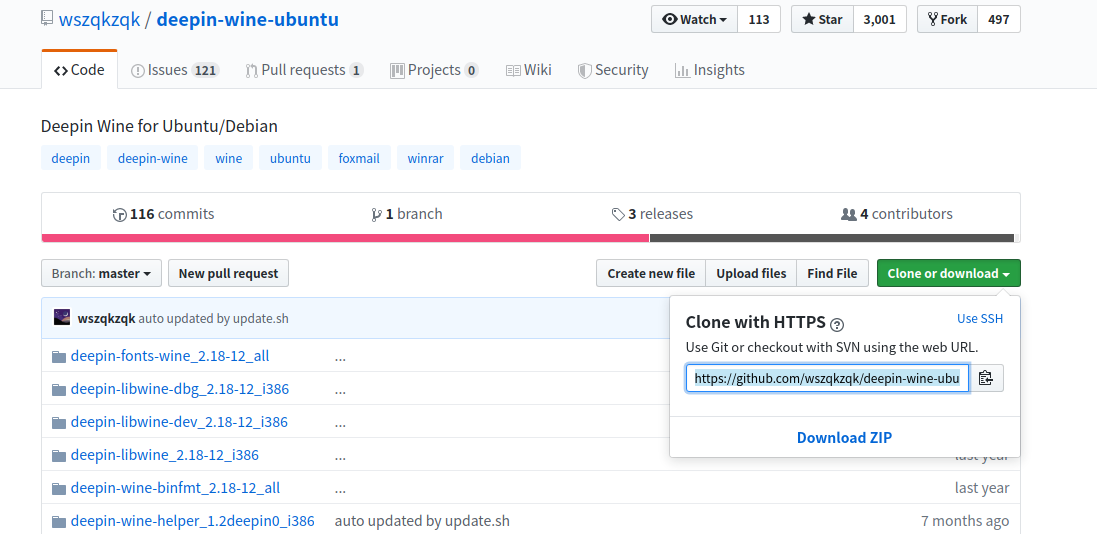 wszqkzqk / deepin-wine-ubuntu
Watch 113 Star 3,001 Fork 497
Code Issues 121 Pull requests 1 Projects 0 Wiki Security Insights
Deepin Wine for Ubuntu/Debian
deepin deepin-wine wine ubuntu foxmail winrar debian
116 commits 1 branch 3 releases 4 contributors
Branch: master New pull request Create new file Upload files Find File Clone or download
wszqkzqk auto updated by update.sh
Clone with HTTPS ? Use SSH
Use Git or checkout with SVN using the web URL.
https://github.com/wszqkzqk/deepin-wine-ubu
Download ZIP
deepin-fonts-wine_2.18-12_all ...
deepin-libwine-dbg_2.18-12_i386 ...
deepin-libwine-dev_2.18-12_i386 ...
deepin-libwine_2.18-12_i386 ... last year
deepin-wine-binfmt_2.18-12_all ... last year
deepin-wine-helper_1.2deepin0_i386 auto updated by update.sh 7 months ago